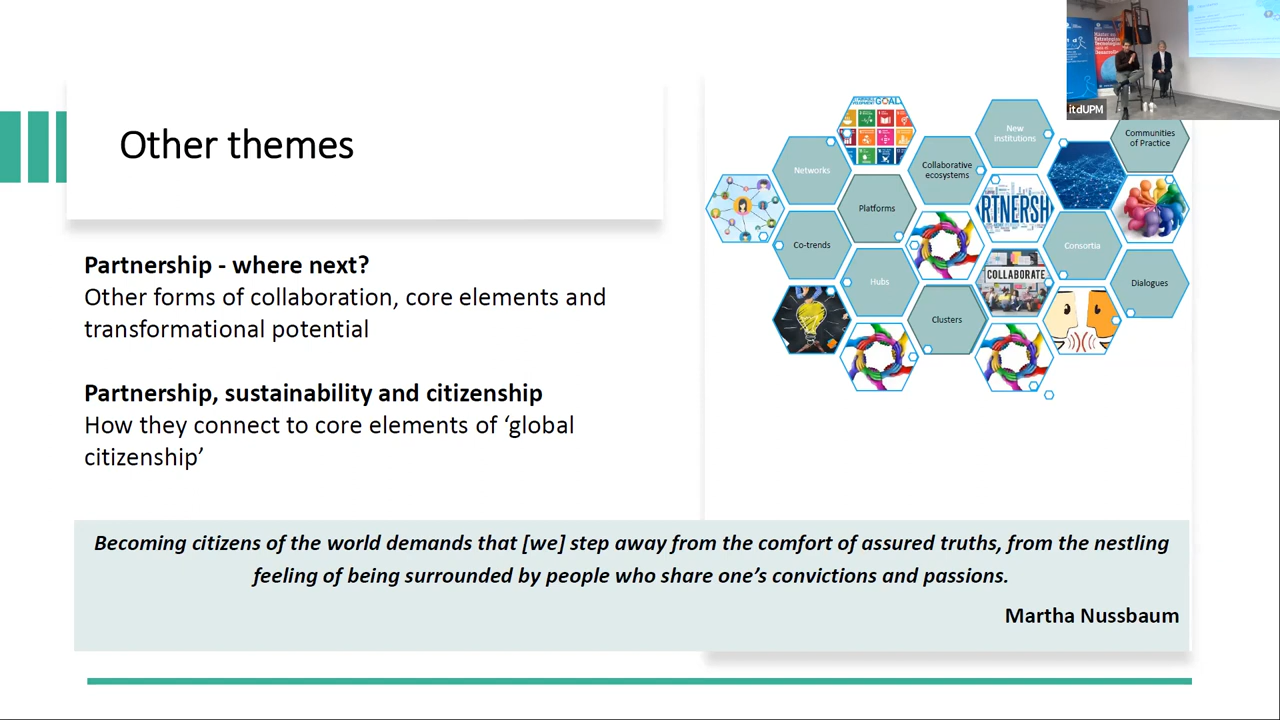 Other themes
Partnership - where next?
Other forms of collaboration, core elements and
transformational potential
Partnership, sustainability and citizenship
How they connect to core elements of ‘global
citizenship’
Becoming citizens of the world demands that [we] step away from the comfort of assured truths, from the nestling
feeling of being surrounded by people who share one’s convictions and passions.
Martha Nussbaum
GOAL
Networks
Collaborative
ecosystems
New
institutions
Communities
of Practice
Platforms
RTNERSH
Co-trends
Consortia
Hubs
COLLABORATE
Dialogues
Clusters
itdUPM